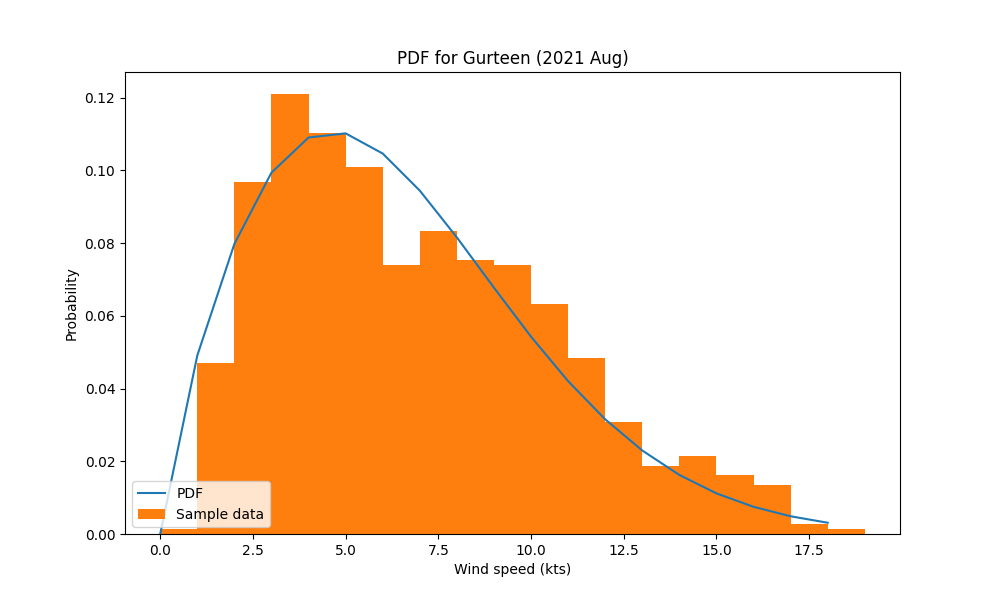 PDF for Gurteen (2021 Aug)
0.12
0.10
0.08
0.06
0.04
0.02
0.00
Probability
PDF
Sample data
0.0 2.5 5.0 7.5 10.0 12.5 15.0 17.5
Wind speed (kts)